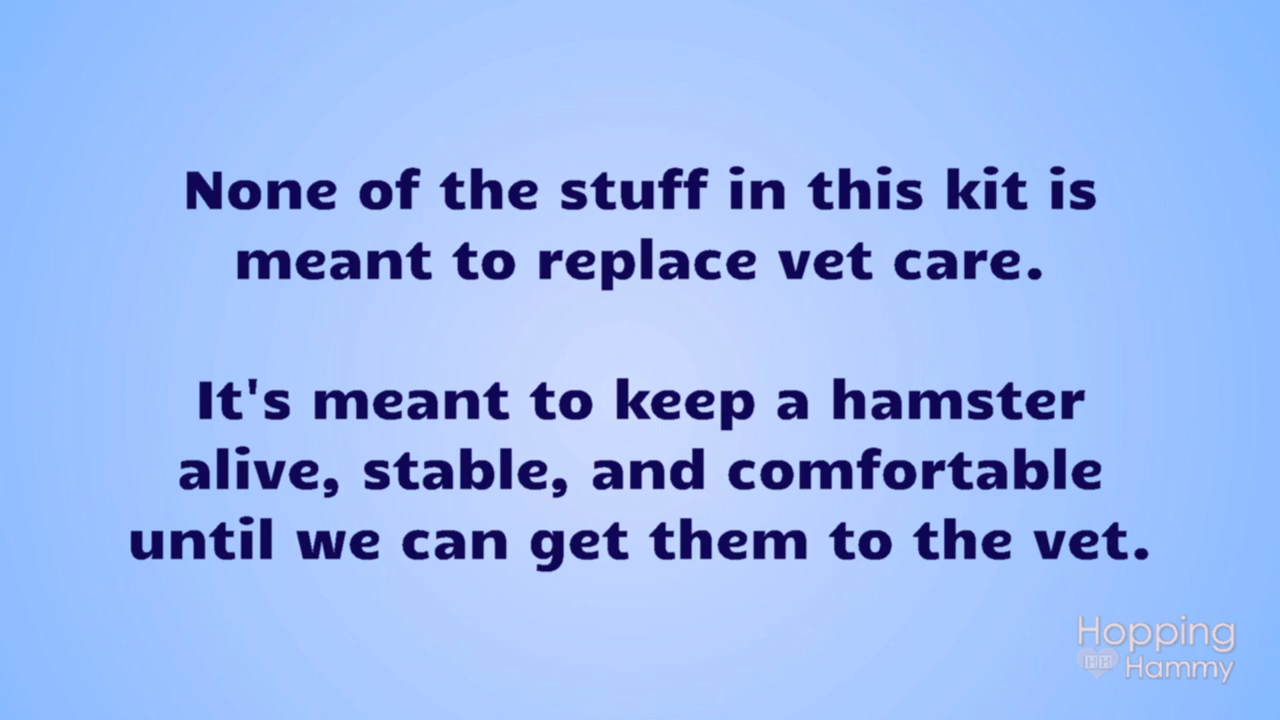 None of the stuff in this kit is
meant to replace vet care.
It's meant to keep a hamster
alive, stable, and comfortable
until we can get them to the vet.
Hopping
HH Hammy